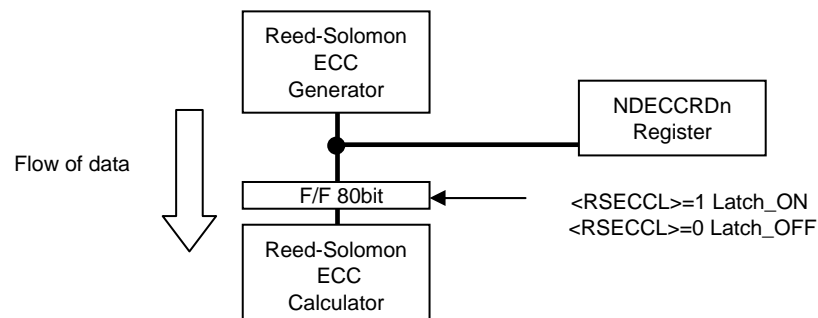 Reed-Solomon
ECC
Generator
NDECCRDn
Register
Flow of data
F/F 80bit
<RSECCL>=1 Latch_ON
<RSECCL>=0 Latch_OFF
Reed-Solomon
ECC
Calculator